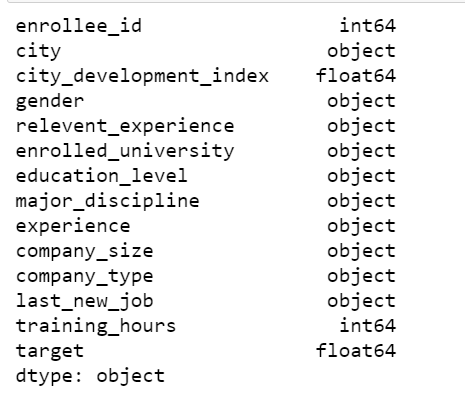 enrollee_id int64
city object
city_development_index float64
gender object
relevent_experience object
enrolled_university object
education_level object
major_discipline object
experience object
company_size object
company_type object
last_new_job object
training_hours int64
target float64
dtype: object